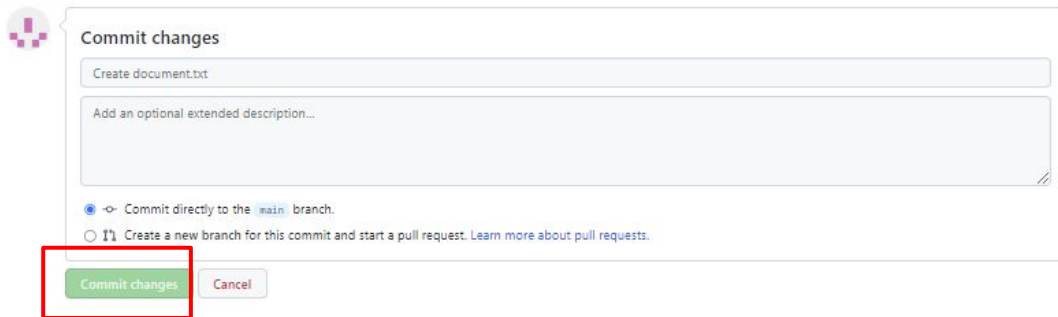 Commit changes
Create document.txt
Add an optional extended description...
Commit directly to the main branch.
Create a new branch for this commit and start a pull request. Learn more about pull requests.
Commit changes Cancel